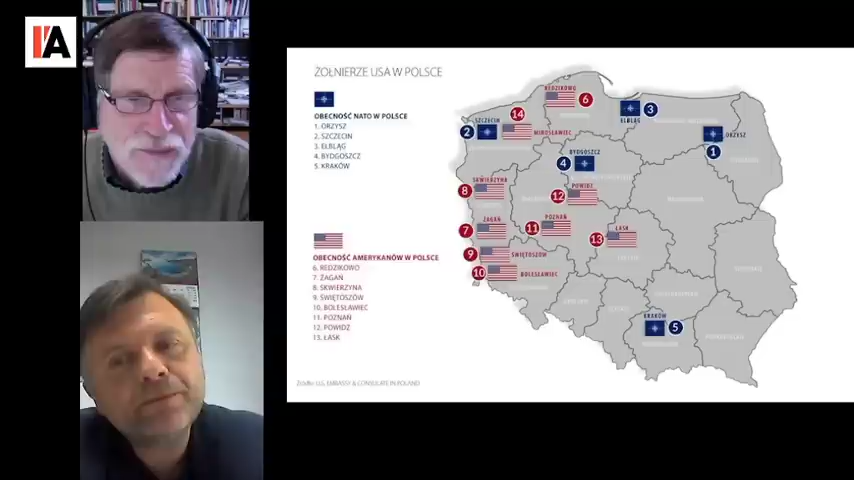 IA
ŻOŁNIERZE USA W POLSCE
OBECNOŚĆ NATO W POLSCE
1. ORZYSZ
2. SZCZECIN
3. ELBLĄG
4. BYDGOSZCZ
5. KRAKÓW
OBECNOŚĆ AMERYKANÓW W POLSCE
6. REDZIKOWO
7. ŻAGAŃ
8. SKWIERZYNA
9. ŚWIĘTOSZÓW
10. BOLESŁAWIEC
11. POZNAŃ
12. POWIDZ
13. ŁASK
Źródło: U.S. EMBASSY & CONSULATE IN POLAND
REDZIKOWO
6
14
3
ELBLĄG
SZCZECIN
2
MIROSŁAWIEC
ORZYSZ
1
BYDGOSZCZ
4
SKWIERZYNA
8
POWIDZ
12
ŻAGAŃ
7
POZNAŃ
11
ŁASK
13
9
ŚWIĘTOSZÓW
10
BOLESŁAWIEC
KRAKÓW
5